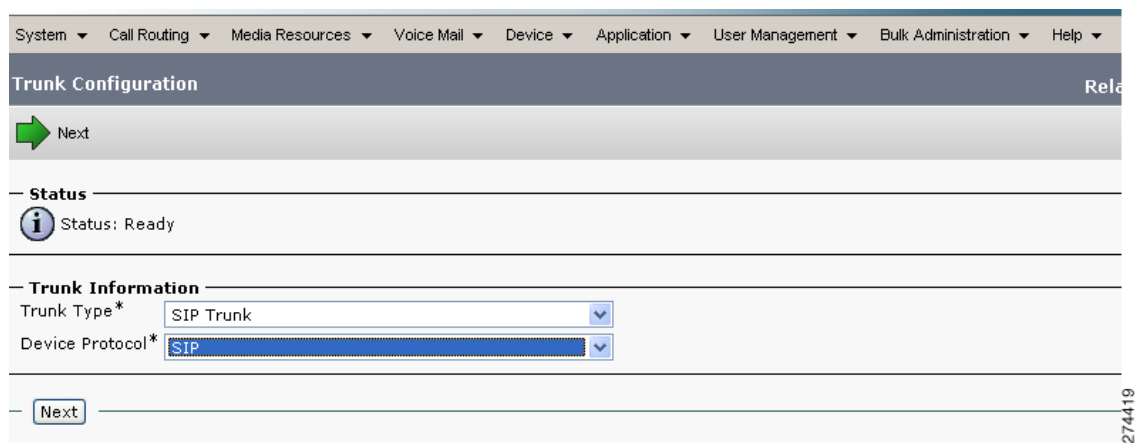 System Call Routing Media Resources Voice Mail Device Application User Management Bulk Administration Help
Trunk Configuration Rela
Next
Status
Status: Ready
Trunk Information
Trunk Type* SIP Trunk
Device Protocol* SIP
Next
274419